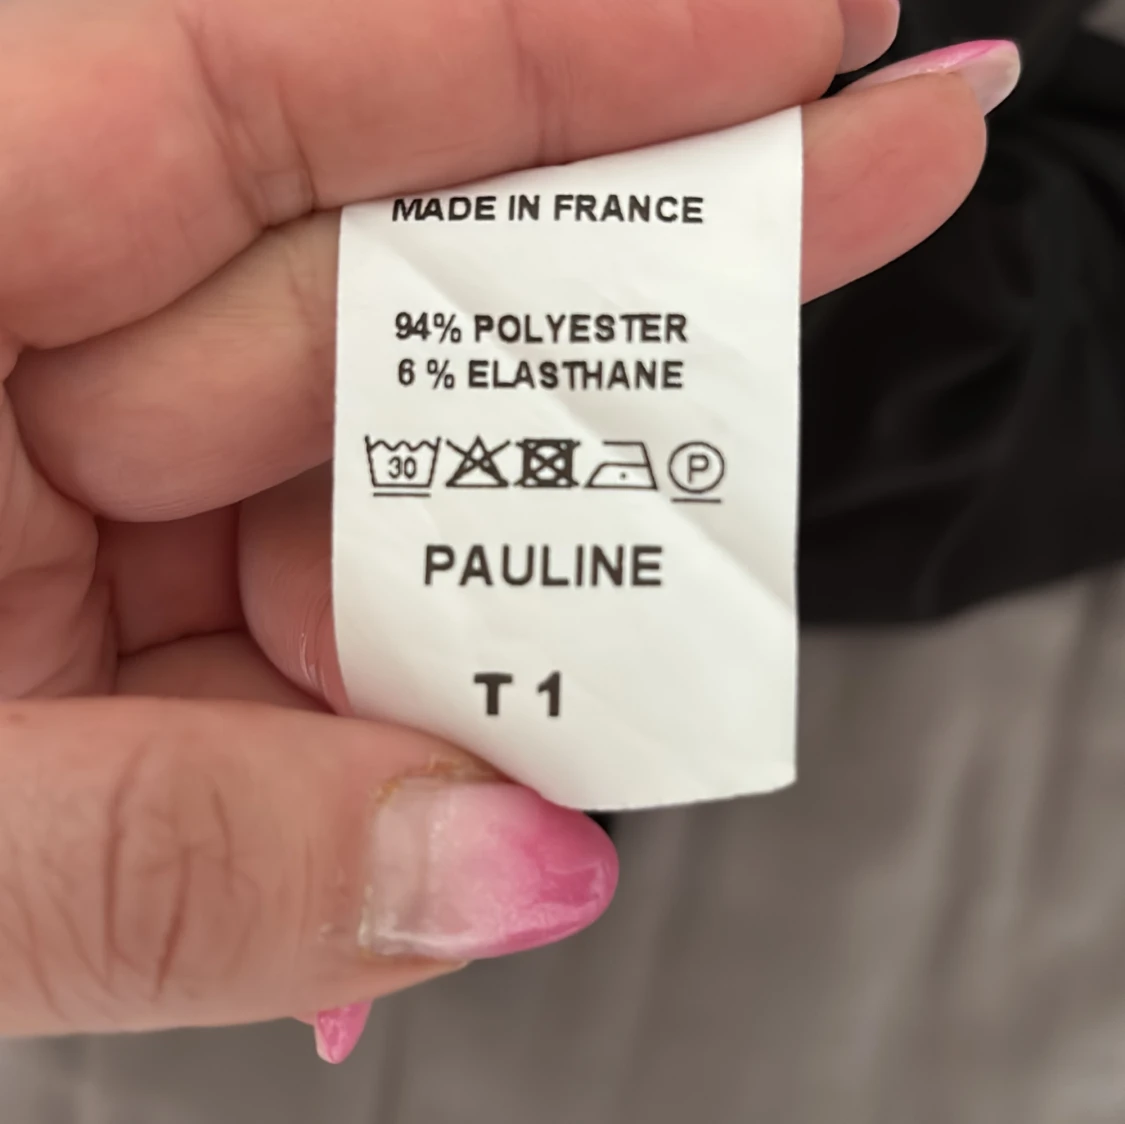 MADE IN FRANCE
94% POLYESTER
6 % ELASTHANE
30 P
PAULINE
T 1